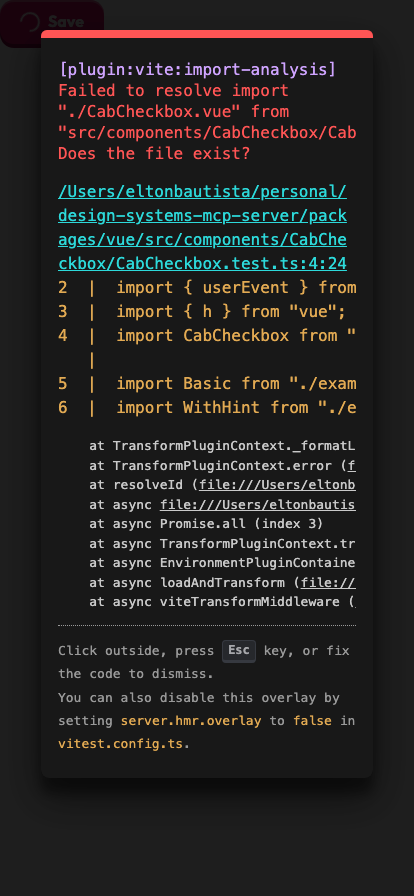 Save
[plugin:vite:import-analysis]
Failed to resolve import
"./CabCheckbox.vue" from
"src/components/CabCheckbox/Cab
Does the file exist?
/Users/eltonbautista/personal/
design-systems-mcp-server/pack
ages/vue/src/components/CabChe
ckbox/CabCheckbox.test.ts:4:24
2 | import { userEvent } from
3 | import { h } from "vue";
4 | import CabCheckbox from "
|
5 | import Basic from "./exam
6 | import WithHint from "./e
at TransformPluginContext._formatL
at TransformPluginContext.error (f
at resolveId (file:///Users/eltonb
at async file:///Users/eltonbautis
at async Promise.all (index 3)
at async TransformPluginContext.tr
at async EnvironmentPluginContaine
at async loadAndTransform (file://
at async viteTransformMiddleware (
Click outside, press Esc key, or fix
the code to dismiss.
You can also disable this overlay by
setting server.hmr.overlay to false in
vitest.config.ts.